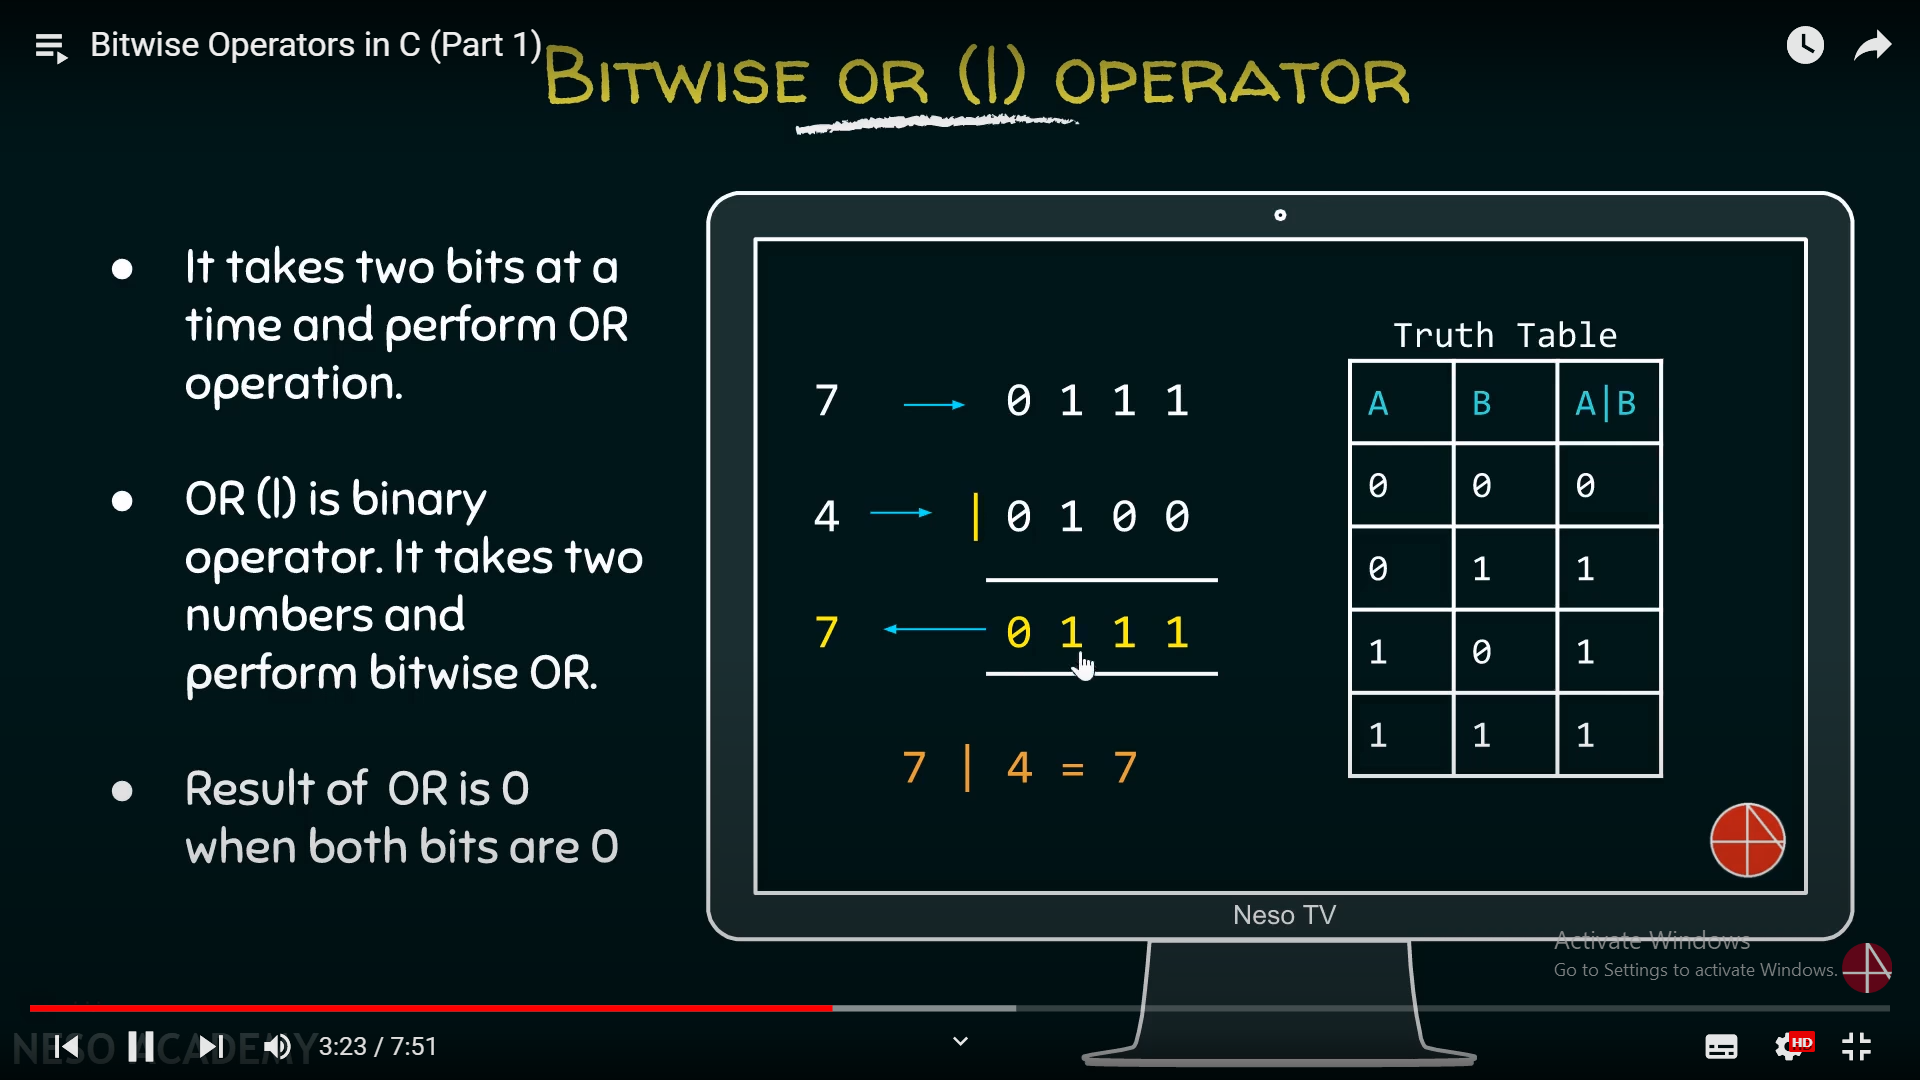 Bitwise Operators in C (Part 1)
BITWISE OR (|) OPERATOR
● It takes two bits at a
time and perform OR
operation.
● OR (|) is binary
operator. It takes two
numbers and
perform bitwise OR.
● Result of OR is 0
when both bits are 0
7 → 0 1 1 1
4 → | 0 1 0 0
7 ← 0 1 1 1
7 | 4 = 7
Truth Table
A B A|B
0 0 0
0 1 1
1 0 1
1 1 1
Neso TV
Activate Windows
Go to Settings to activate Windows.
NESO ACADEMY
3:23 / 7:51
HD